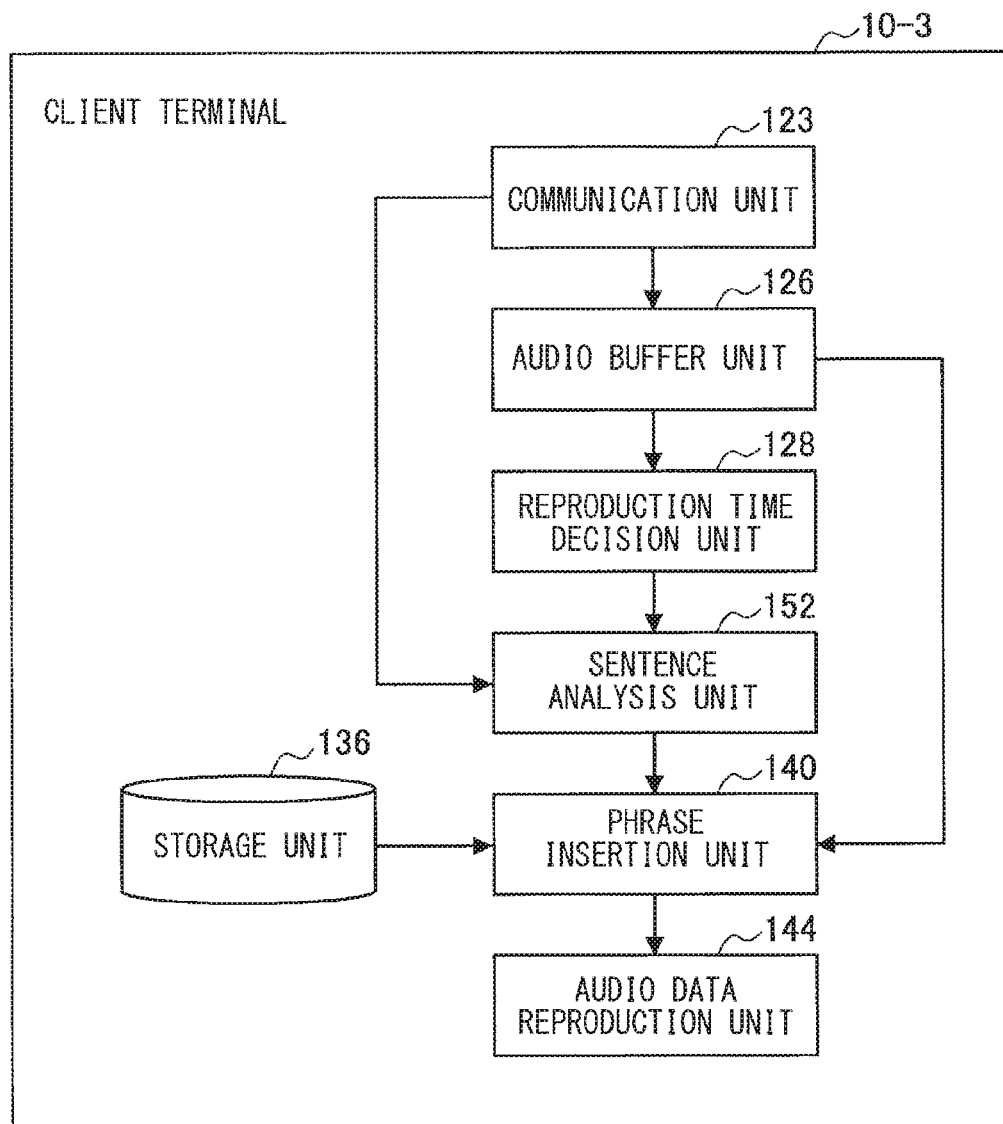 10-3
CLIENT TERMINAL
123
COMMUNICATION UNIT
126
AUDIO BUFFER UNIT
128
REPRODUCTION TIME
DECISION UNIT
152
SENTENCE
ANALYSIS UNIT
136
STORAGE UNIT
140
PHRASE
INSERTION UNIT
144
AUDIO DATA
REPRODUCTION UNIT